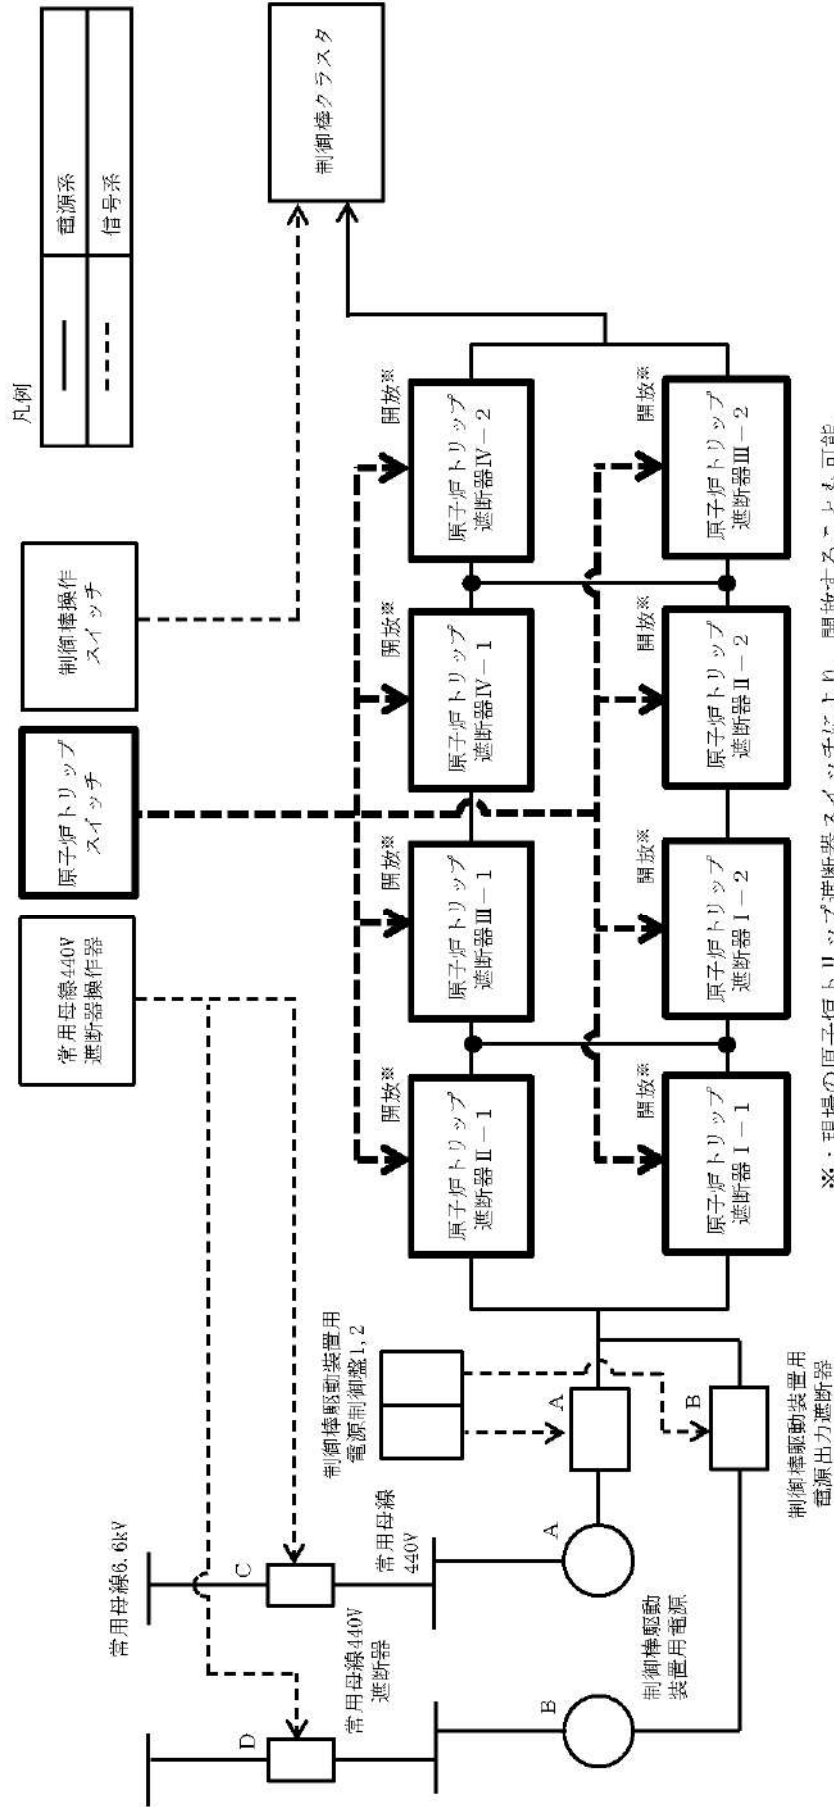 凡例
電源系
信号系
常用母線440V
遮断器操作器
原子炉トリップ
スイッチ
制御棒操作
スイッチ
制御棒クラスタ
常用母線6.6kV
D
C
常用母線440V
遮断器
常用母線
440V
制御棒駆動装置用
電源制御盤1,2
B
A
制御棒駆動
装置用電源
A
B
制御棒駆動装置用
電源出力遮断器
開放※
開放※
開放※
開放※
原子炉トリップ
遮断器Ⅱ－1
原子炉トリップ
遮断器Ⅲ－1
原子炉トリップ
遮断器Ⅳ－1
原子炉トリップ
遮断器Ⅳ－2
開放※
開放※
開放※
開放※
原子炉トリップ
遮断器Ⅰ－1
原子炉トリップ
遮断器Ⅰ－2
原子炉トリップ
遮断器Ⅱ－2
原子炉トリップ
遮断器Ⅲ－2
※：現場の原子炉トリップ遮断器スイッチにより、開放することも可能